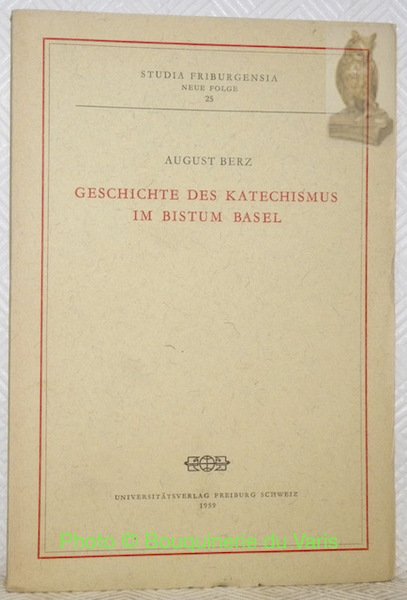 STUDIA FRIBURGENSIA
NEUE FOLGE
25
AUGUST BERZ
GESCHICHTE DES KATECHISMUS
IM BISTUM BASEL
UNIVERSITÄTSVERLAG FREIBURG SCHWEIZ
1959
Photo © Bouquinerie du Varis